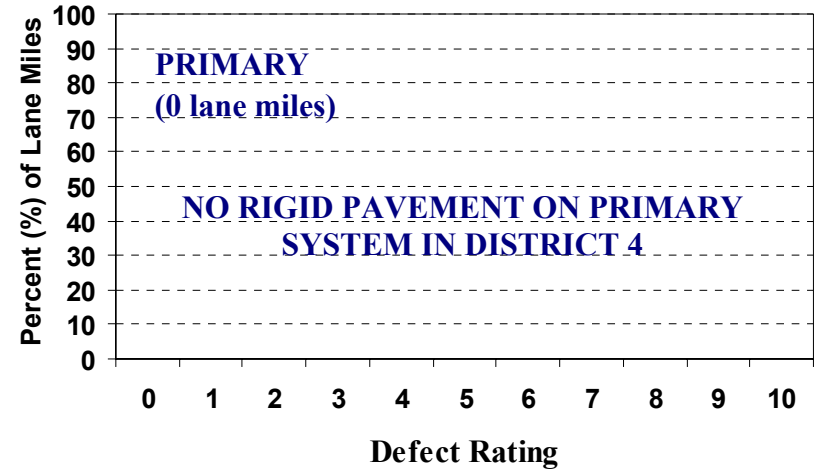 Percent (%) of Lane Miles
100
90
80
70
60
50
40
30
20
10
0
PRIMARY
(0 lane miles)
NO RIGID PAVEMENT ON PRIMARY
SYSTEM IN DISTRICT 4
0 1 2 3 4 5 6 7 8 9 10
Defect Rating